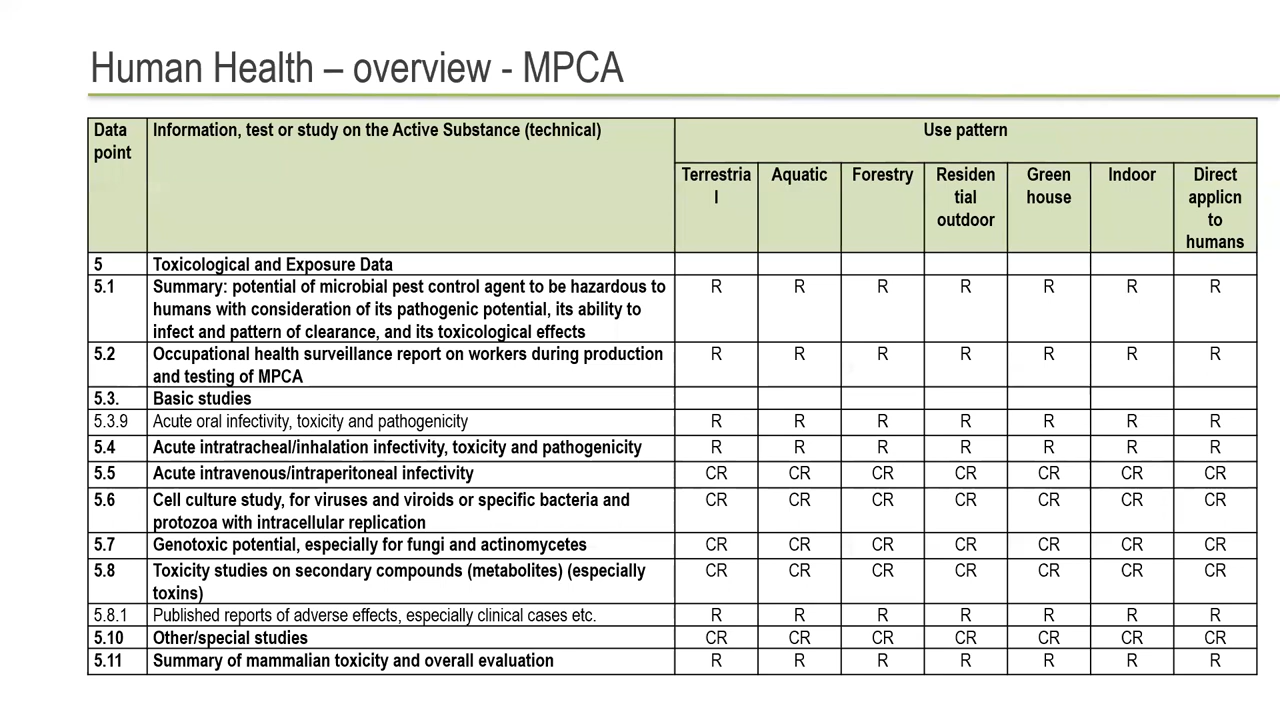 Human Health – overview - MPCA
Data point Information, test or study on the Active Substance (technical) Use pattern
Terrestria l Aquatic Forestry Residen tial outdoor Green house Indoor Direct applicn to humans
5 Toxicological and Exposure Data
5.1 Summary: potential of microbial pest control agent to be hazardous to R R R R R R R
humans with consideration of its pathogenic potential, its ability to
infect and pattern of clearance, and its toxicological effects
5.2 Occupational health surveillance report on workers during production R R R R R R R
and testing of MPCA
5.3. Basic studies
5.3.9 Acute oral infectivity, toxicity and pathogenicity R R R R R R R
5.4 Acute intratracheal/inhalation infectivity, toxicity and pathogenicity R R R R R R R
5.5 Acute intravenous/intraperitoneal infectivity CR CR CR CR CR CR CR
5.6 Cell culture study, for viruses and viroids or specific bacteria and CR CR CR CR CR CR CR
protozoa with intracellular replication
5.7 Genotoxic potential, especially for fungi and actinomycetes CR CR CR CR CR CR CR
5.8 Toxicity studies on secondary compounds (metabolites) (especially CR CR CR CR CR CR CR
toxins)
5.8.1 Published reports of adverse effects, especially clinical cases etc. R R R R R R R
5.10 Other/special studies CR CR CR CR CR CR CR
5.11 Summary of mammalian toxicity and overall evaluation R R R R R R R